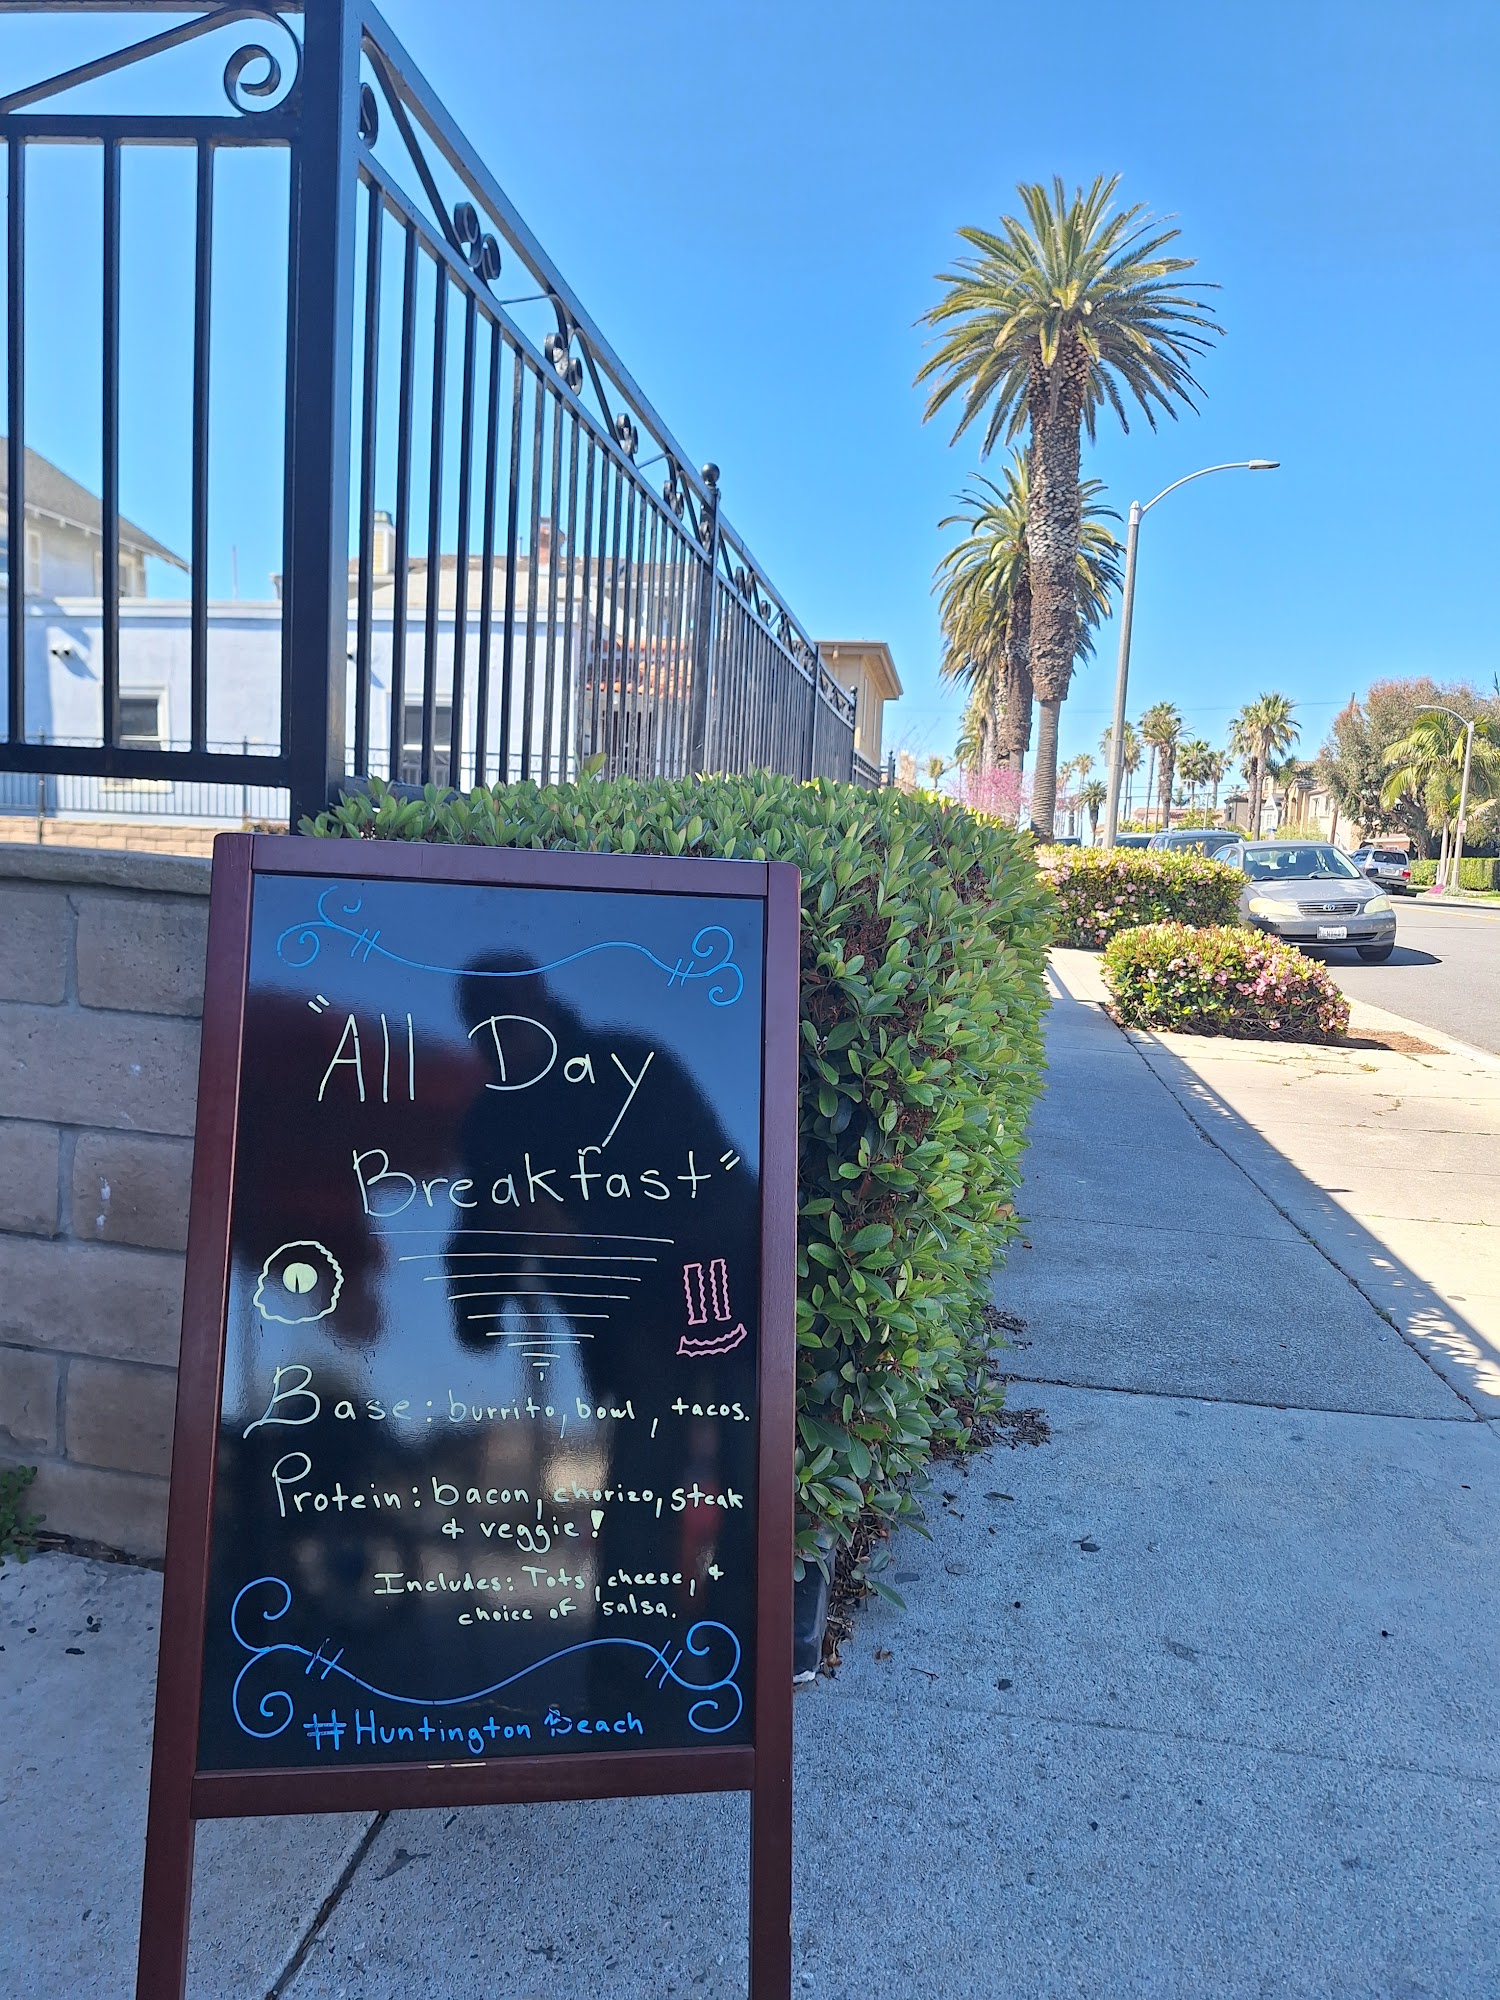 "All Day
Breakfast"
Base: burrito, bowl, tacos.
Protein: bacon, chorizo, steak
& veggie!
Includes: Tots, cheese, &
choice of salsa.
#Huntington Beach